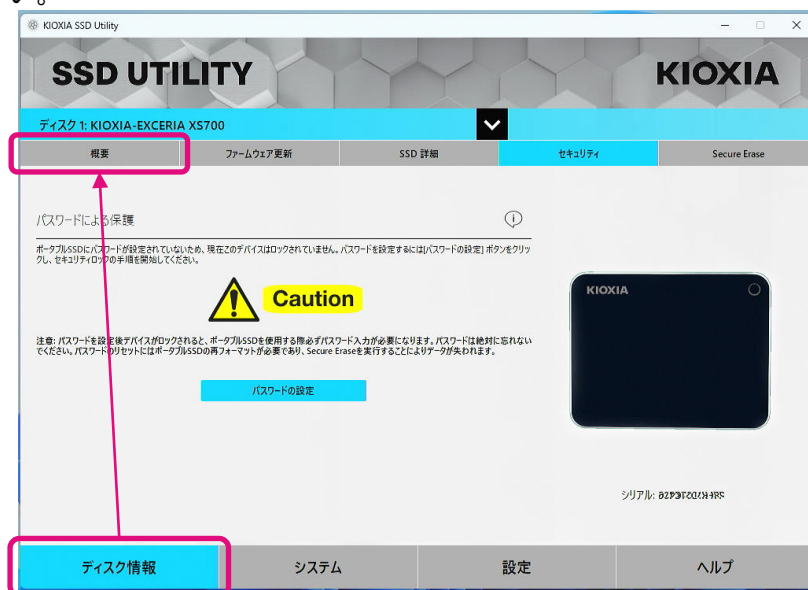 い。
KIOXIA SSD Utility
SSD UTILITY
KIOXIA
ディスク 1: KIOXIA-EXCERIA XS700
概要
ファームウェア更新
SSD 詳細
セキュリティ
Secure Erase
パスワードによる保護
ポータブルSSDにパスワードが設定されていないため、現在このデバイスはロックされていません。パスワードを設定するには[パスワードの設定] ボタンをクリッ
クし、セキュリティロックの手順を開始してください。
Caution
KIOXIA
注意: パスワードを設定後デバイスがロックされると、ポータブルSSDを使用する際必ずパスワード入力が必要になります。パスワードは絶対に忘れない
でください。パスワードのリセットにはポータブルSSDの再フォーマットが必要であり、Secure Eraseを実行することによりデータが失われます。
パスワードの設定
シリアル:
ディスク情報
システム
設定
ヘルプ